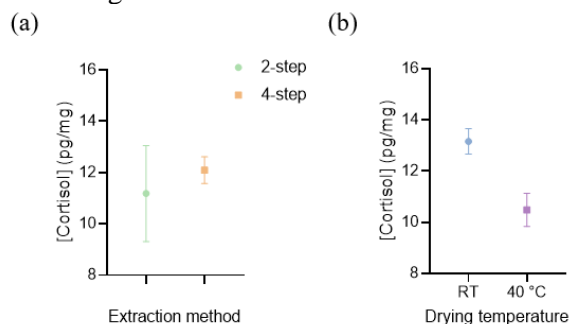 (a)
16
14
12
10
8
[Cortisol] (pg/mg)
2-step
4-step
Extraction method
(b)
16
14
12
10
8
[Cortisol] (pg/mg)
RT
40 °C
Drying temperature